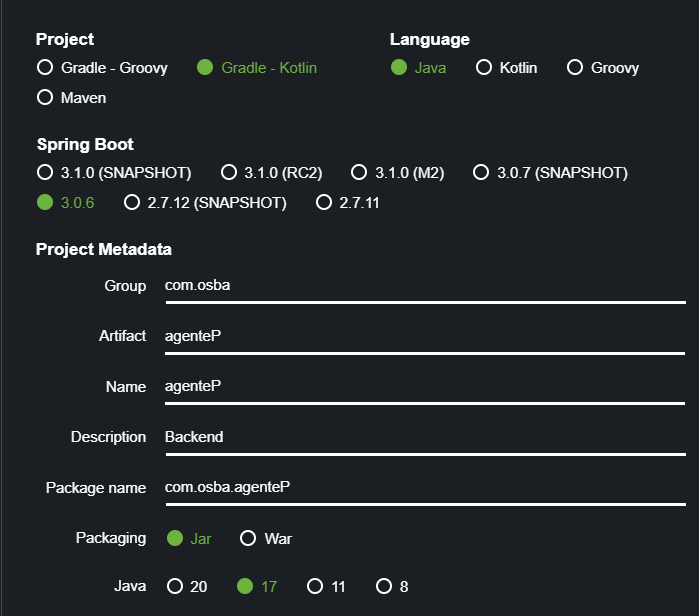 Project
Language
Gradle - Groovy Gradle - Kotlin
Java Kotlin Groovy
Maven
Spring Boot
3.1.0 (SNAPSHOT) 3.1.0 (RC2) 3.1.0 (M2) 3.0.7 (SNAPSHOT)
3.0.6 2.7.12 (SNAPSHOT) 2.7.11
Project Metadata
Group com.osba
Artifact agenteP
Name agenteP
Description Backend
Package name com.osba.agenteP
Packaging Jar War
Java 20 17 11 8